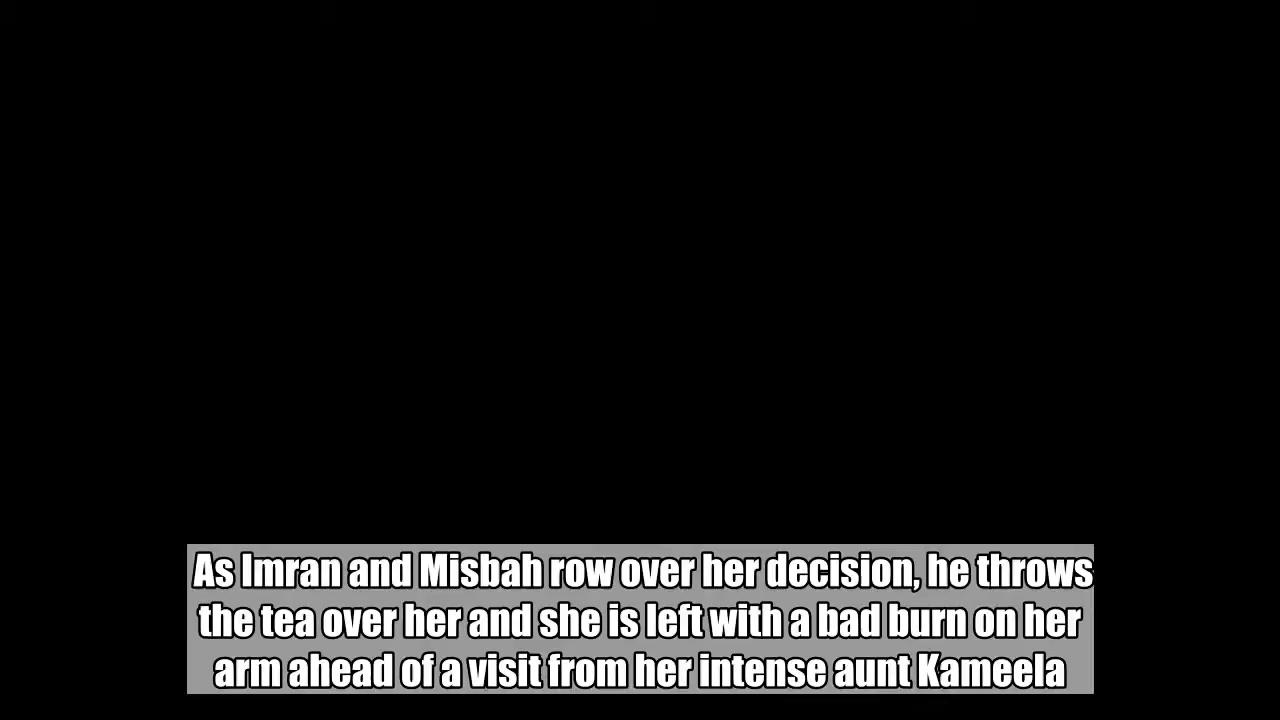 As Imran and Misbah row over her decision, he throws
the tea over her and she is left with a bad burn on her
arm ahead of a visit from her intense aunt Kameela